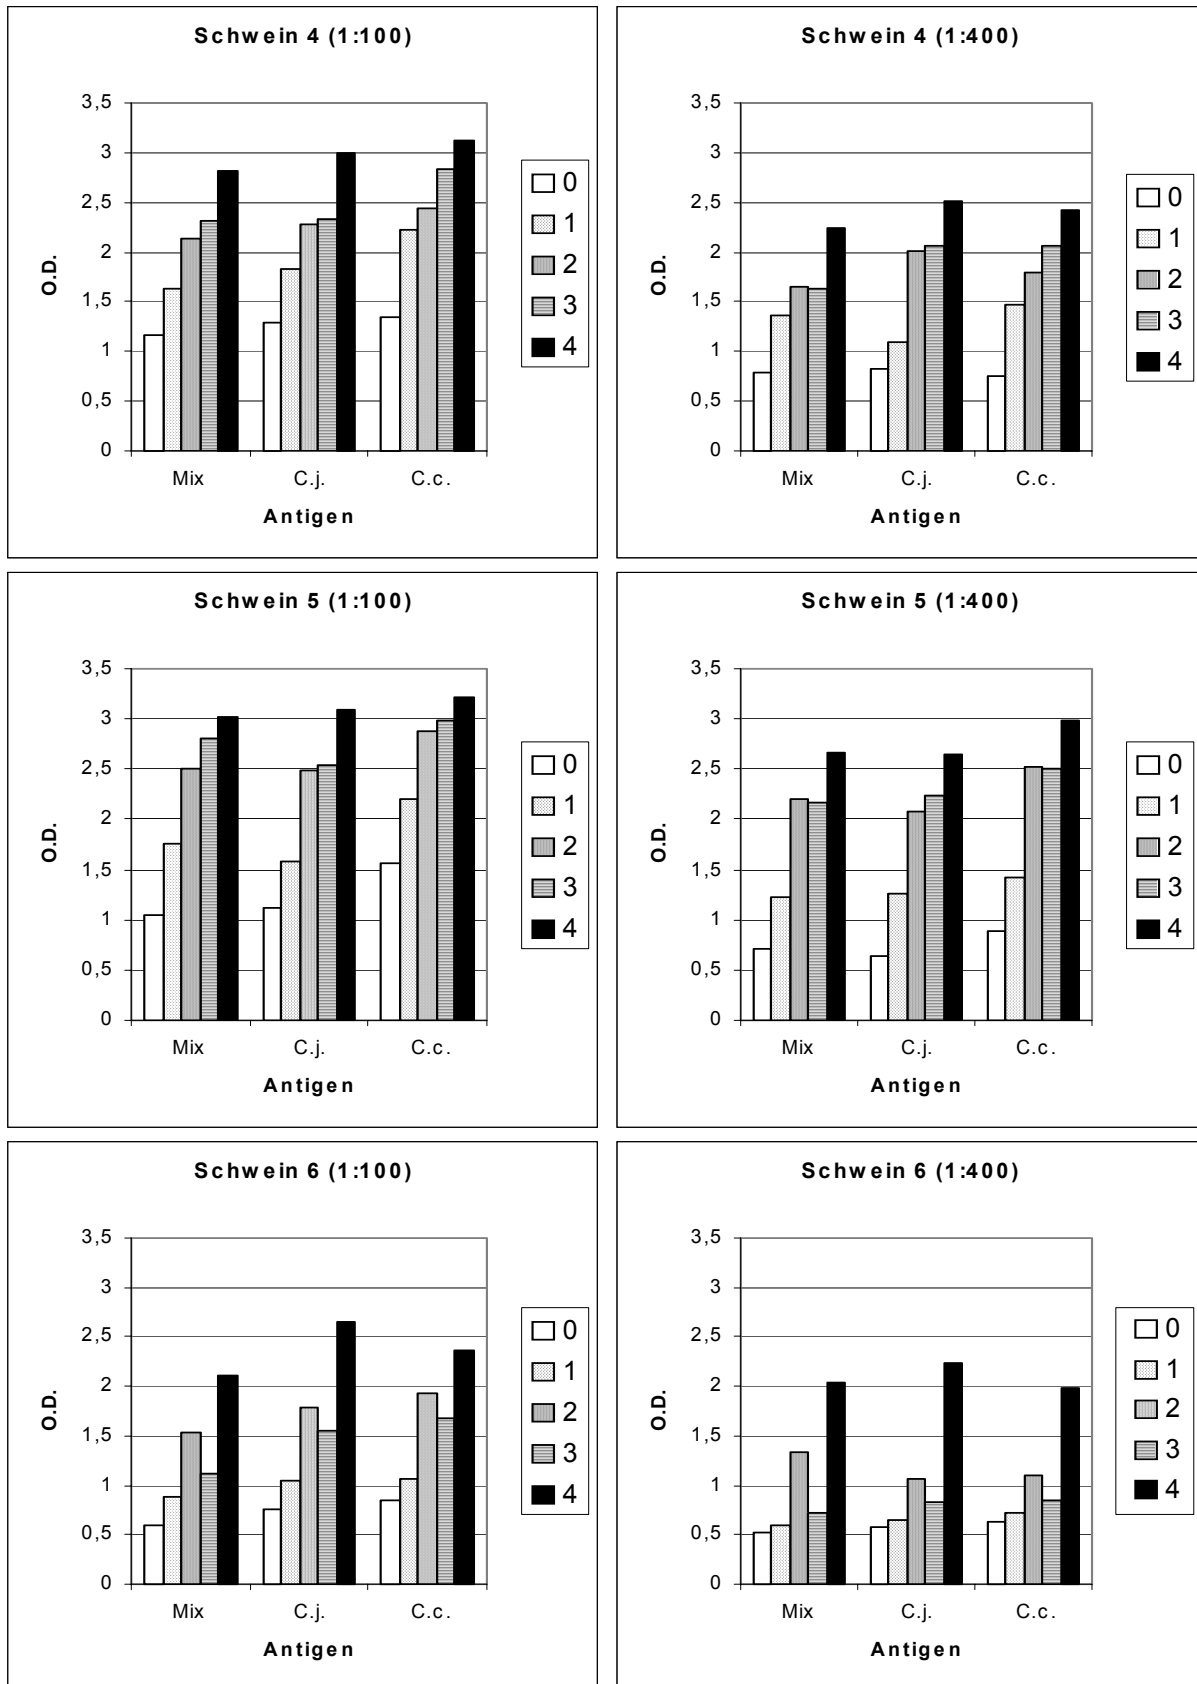 Schwein 4 (1:100)
3,5
3
2,5
2
1,5
1
0,5
0
O.D.
Mix
C.j.
C.c.
Antigen
0
1
2
3
4
Schwein 4 (1:400)
3,5
3
2,5
2
1,5
1
0,5
0
O.D.
Mix
C.j.
C.c.
Antigen
0
1
2
3
4
Schwein 5 (1:100)
3,5
3
2,5
2
1,5
1
0,5
0
O.D.
Mix
C.j.
C.c.
Antigen
0
1
2
3
4
Schwein 5 (1:400)
3,5
3
2,5
2
1,5
1
0,5
0
O.D.
Mix
C.j.
C.c.
Antigen
0
1
2
3
4
Schwein 6 (1:100)
3,5
3
2,5
2
1,5
1
0,5
0
O.D.
Mix
C.j.
C.c.
Antigen
0
1
2
3
4
Schwein 6 (1:400)
3,5
3
2,5
2
1,5
1
0,5
0
O.D.
Mix
C.j.
C.c.
Antigen
0
1
2
3
4